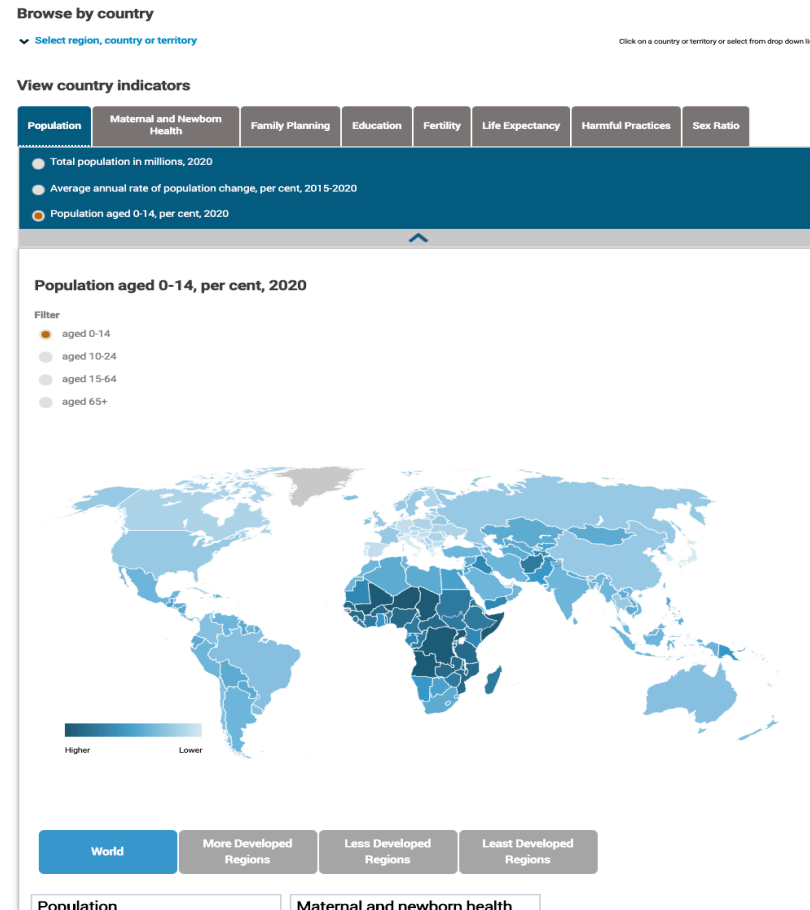 Browse by country
Select region, country or territory
Click on a country or territory or select from drop down
View country indicators
Population
Maternal and Newborn
Health
Family Planning
Education
Fertility
Life Expectancy
Harmful Practices
Sex Ratio
Total population in millions, 2020
Average annual rate of population change, per cent, 2015-2020
Population aged 0-14, per cent, 2020
Population aged 0-14, per cent, 2020
Filter
aged 0-14
aged 10-24
aged 15-64
aged 65+
Higher
Lower
World
More Developed
Regions
Less Developed
Regions
Least Developed
Regions
Population
Maternal and newborn health